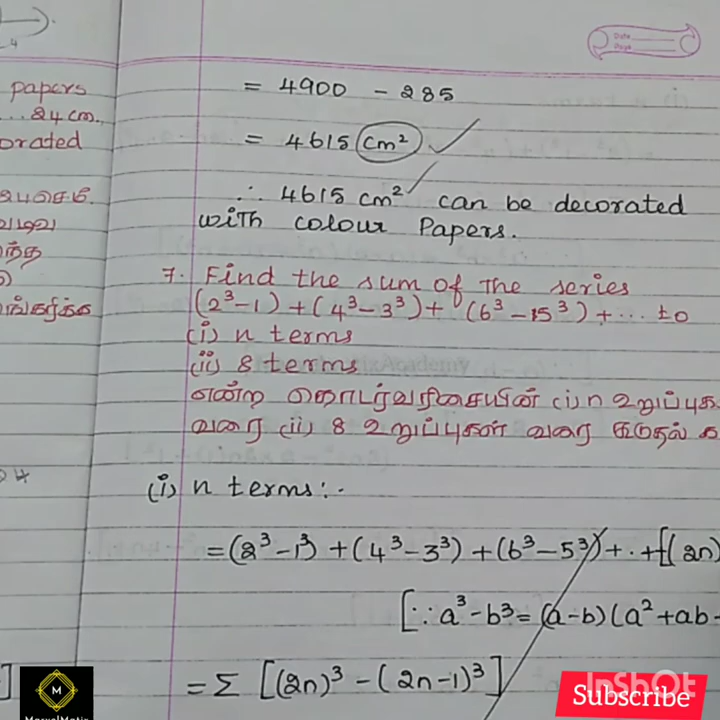 papers
..24 cm.
orated
Date
Page
= 4900 - 285
= 4615 cm²
∴ 4615 cm² can be decorated
with colour Papers.
7. Find the sum of The series
(2³-1)+(4³-3³)+(6³-15³)+... to
(i) n terms
(ii) 8 terms
என்ற தொடர்வரிசையின் (i) n உறுப்புக
வரை (ii) 8 உறுப்புகள் வரை கூடுதல் க
(i) n terms:-
=(2³-1³)+(4³-3³)+(6³-5³)+..+[(2n)
[∵a³-b³=(a-b)(a²+ab-
=Σ [(2n)³-(2n-1)³]
M
InShOt
Subscribe